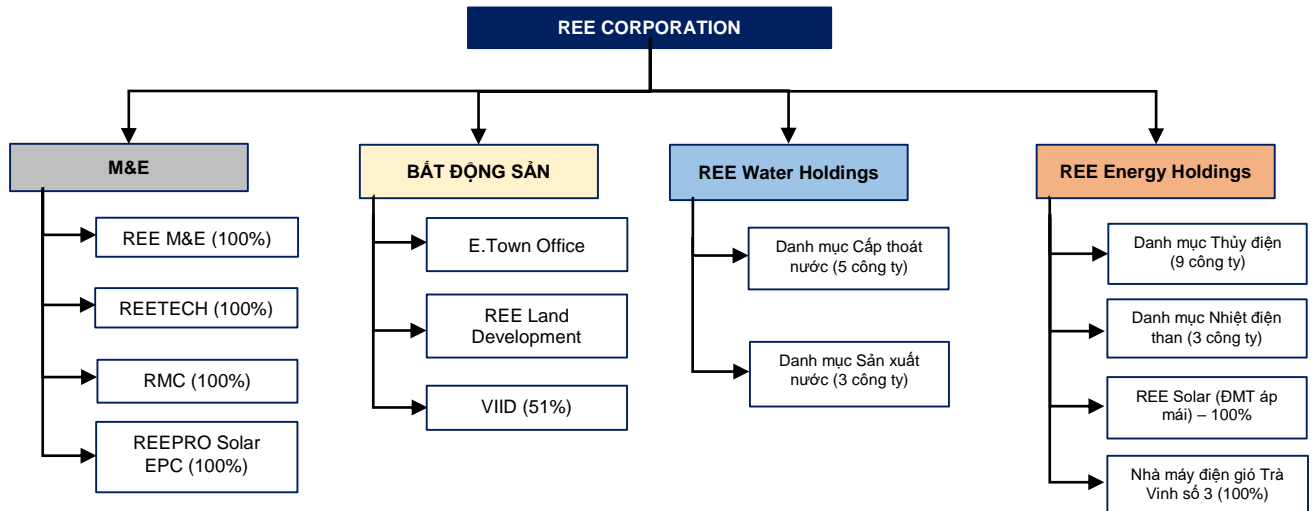 REE CORPORATION
M&E
REE M&E (100%)
REETECH (100%)
RMC (100%)
REEPRO Solar
EPC (100%)
BẤT ĐỘNG SẢN
E.Town Office
REE Land
Development
VIID (51%)
REE Water Holdings
Danh mục Cấp thoát
nước (5 công ty)
Danh mục Sản xuất
nước (3 công ty)
REE Energy Holdings
Danh mục Thủy điện
(9 công ty)
Danh mục Nhiệt điện
than (3 công ty)
REE Solar (ĐMT áp
mái) – 100%
Nhà máy điện gió Trà
Vinh số 3 (100%)